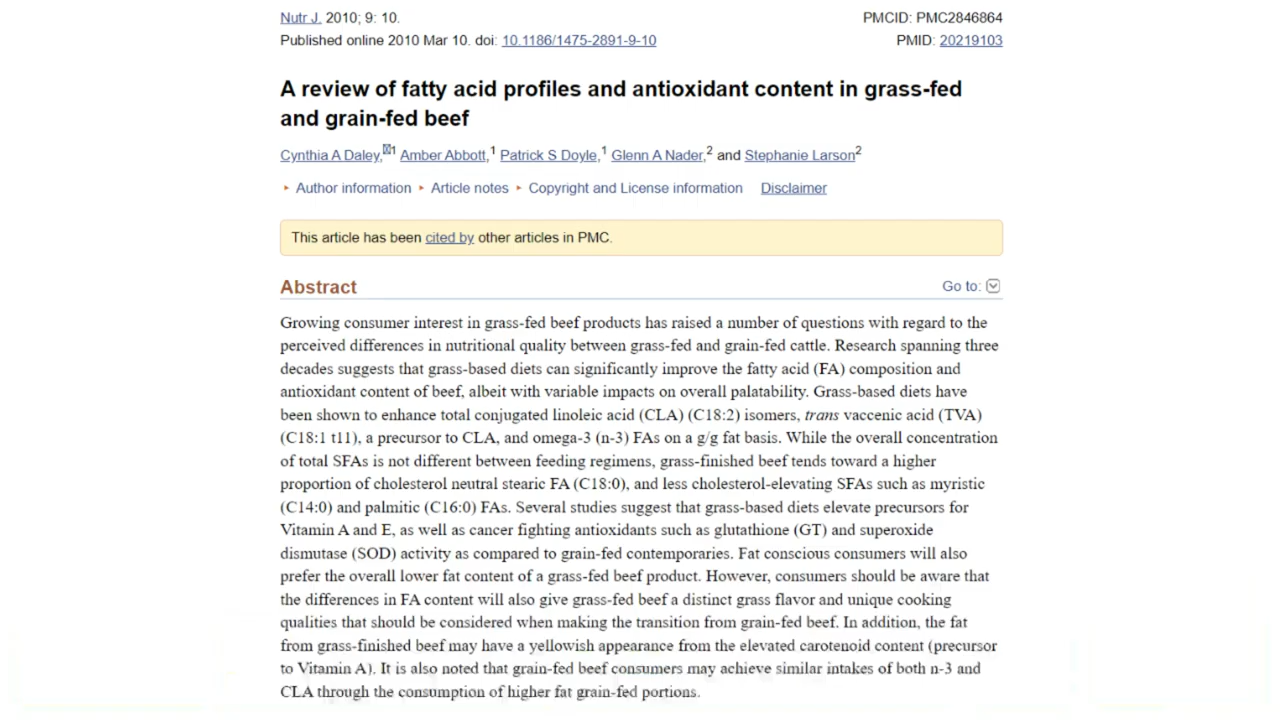 Nutr J. 2010; 9: 10.
PMCID: PMC2846864
Published online 2010 Mar 10. doi: 10.1186/1475-2891-9-10
PMID: 20219103
A review of fatty acid profiles and antioxidant content in grass-fed
and grain-fed beef
Cynthia A Daley,1 Amber Abbott,1 Patrick S Doyle,1 Glenn A Nader,2 and Stephanie Larson2
Author information Article notes Copyright and License information Disclaimer
This article has been cited by other articles in PMC.
Abstract
Go to:
Growing consumer interest in grass-fed beef products has raised a number of questions with regard to the
perceived differences in nutritional quality between grass-fed and grain-fed cattle. Research spanning three
decades suggests that grass-based diets can significantly improve the fatty acid (FA) composition and
antioxidant content of beef, albeit with variable impacts on overall palatability. Grass-based diets have
been shown to enhance total conjugated linoleic acid (CLA) (C18:2) isomers, trans vaccenic acid (TVA)
(C18:1 t11), a precursor to CLA, and omega-3 (n-3) FAs on a g/g fat basis. While the overall concentration
of total SFAs is not different between feeding regimens, grass-finished beef tends toward a higher
proportion of cholesterol neutral stearic FA (C18:0), and less cholesterol-elevating SFAs such as myristic
(C14:0) and palmitic (C16:0) FAs. Several studies suggest that grass-based diets elevate precursors for
Vitamin A and E, as well as cancer fighting antioxidants such as glutathione (GT) and superoxide
dismutase (SOD) activity as compared to grain-fed contemporaries. Fat conscious consumers will also
prefer the overall lower fat content of a grass-fed beef product. However, consumers should be aware that
the differences in FA content will also give grass-fed beef a distinct grass flavor and unique cooking
qualities that should be considered when making the transition from grain-fed beef. In addition, the fat
from grass-finished beef may have a yellowish appearance from the elevated carotenoid content (precursor
to Vitamin A). It is also noted that grain-fed beef consumers may achieve similar intakes of both n-3 and
CLA through the consumption of higher fat grain-fed portions.